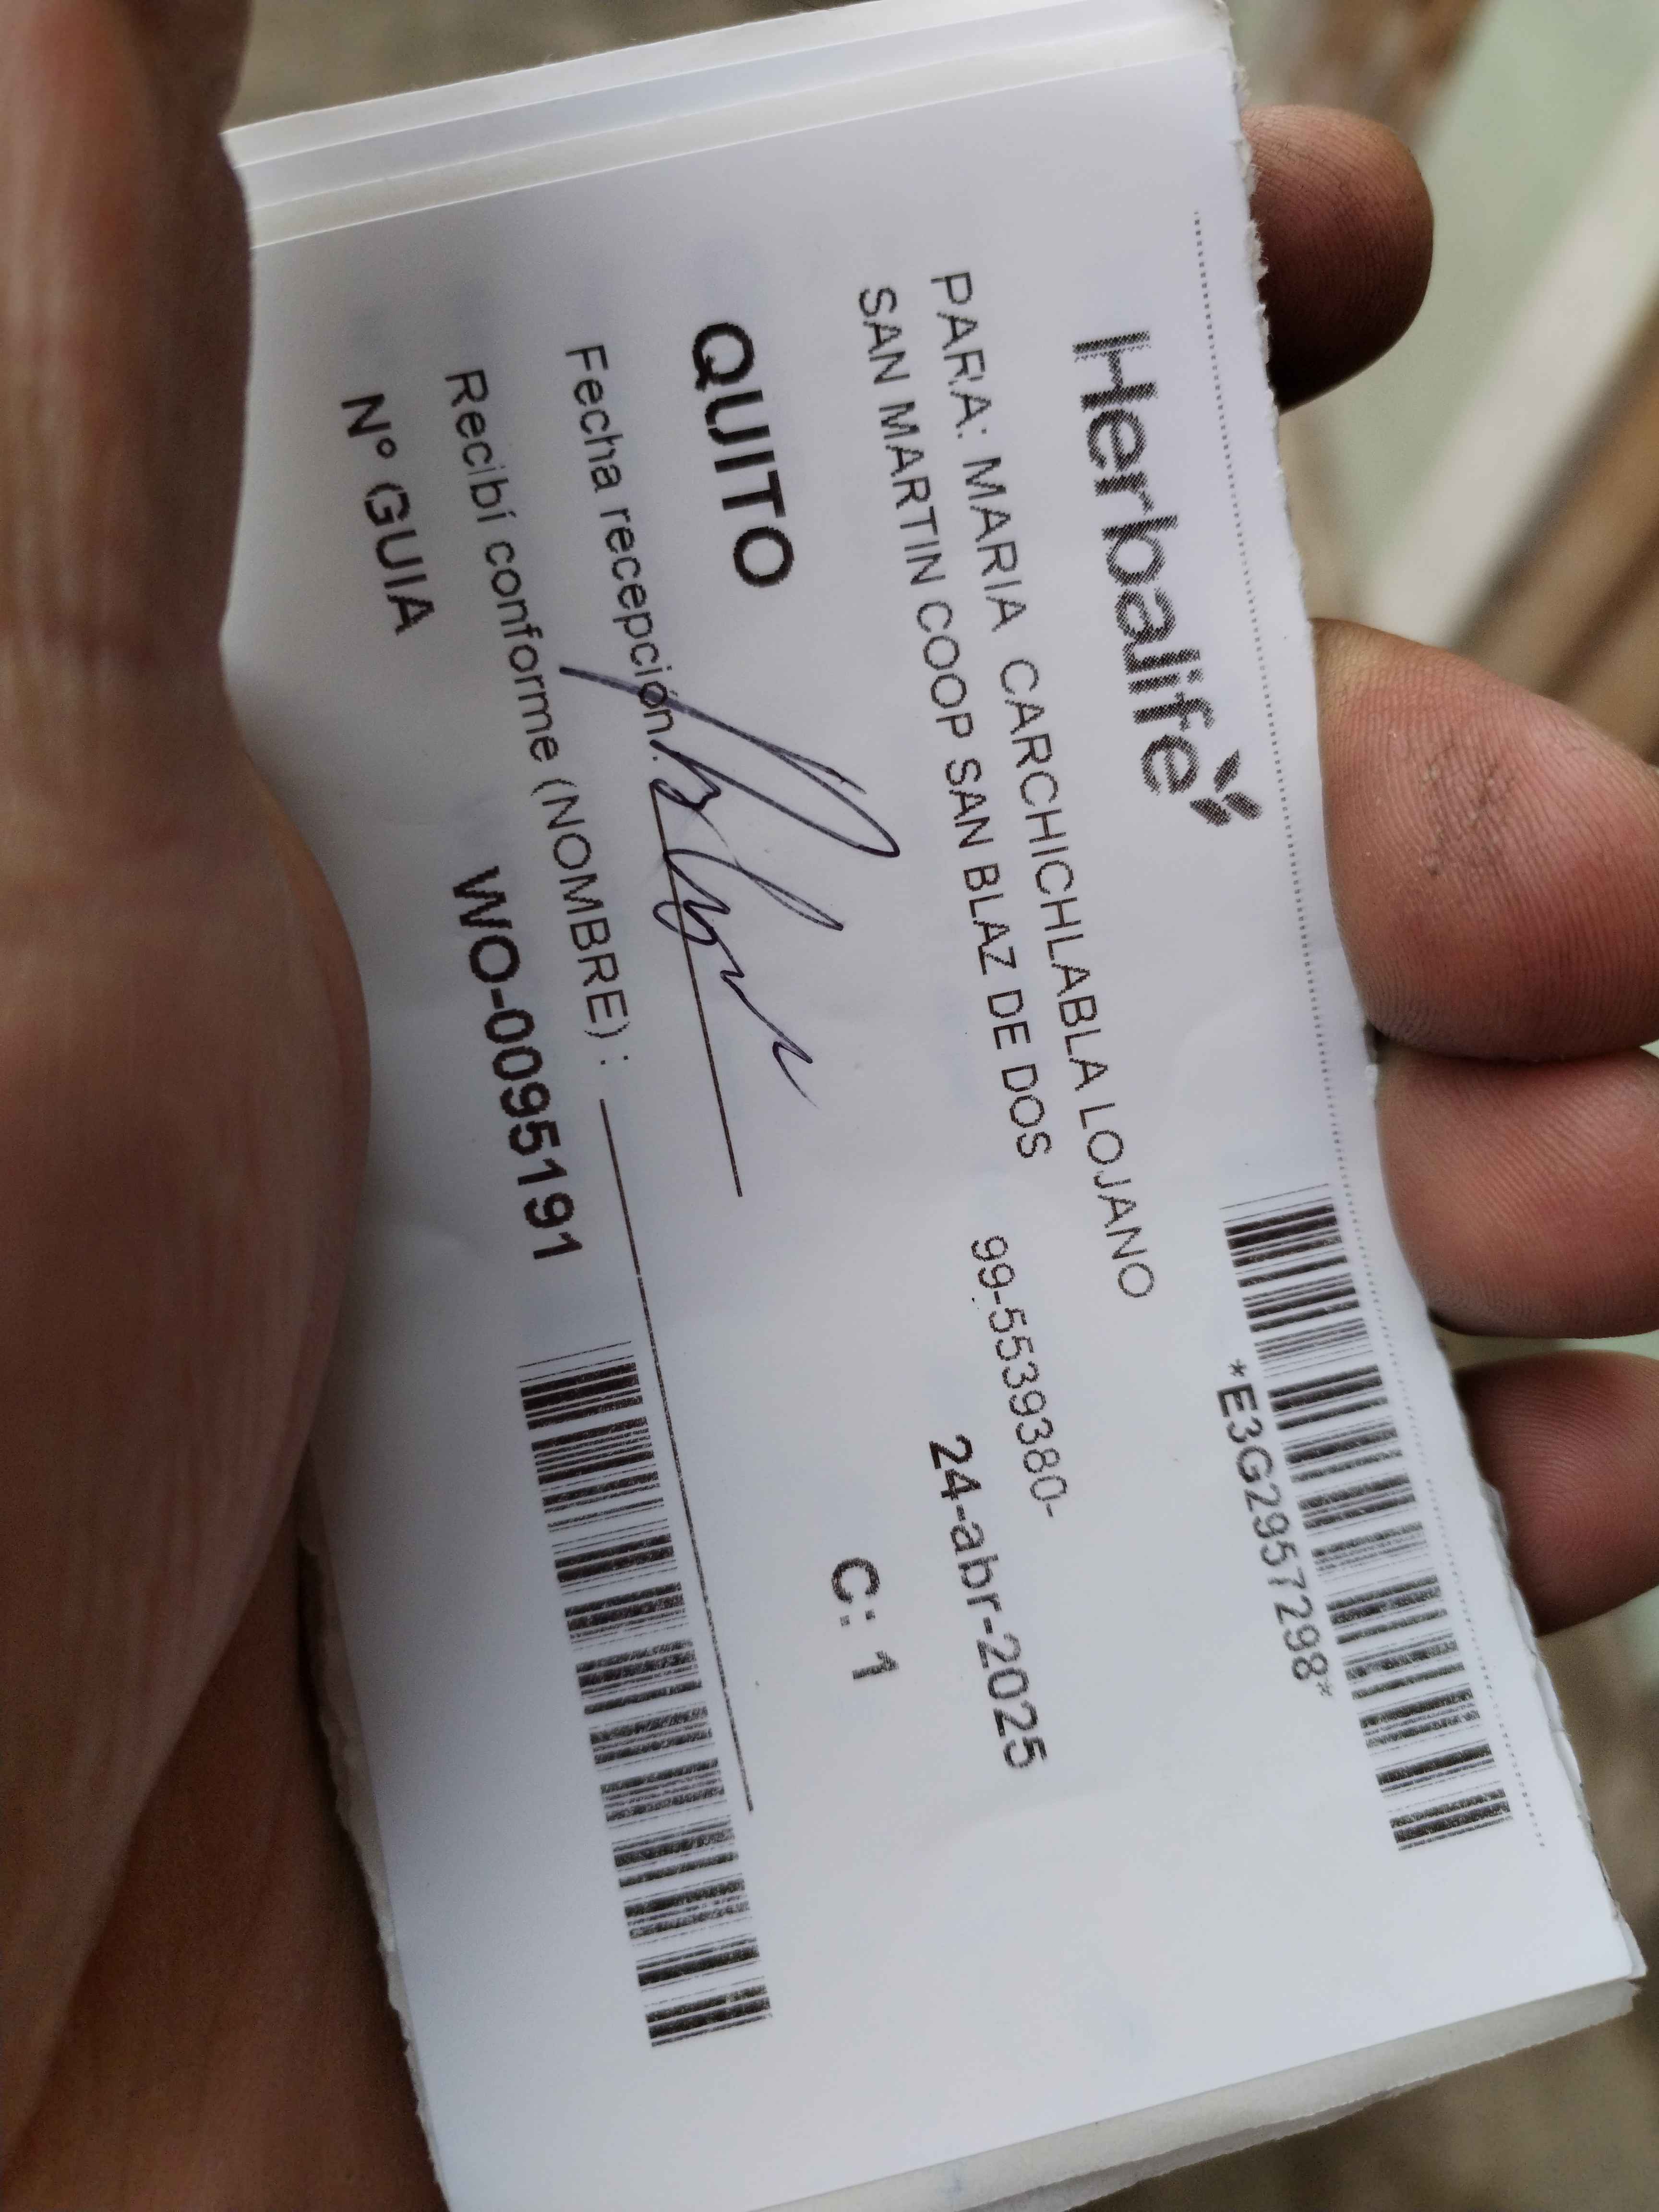 Herbalife
*E3G2957298*
PARA: MARIA CARCHICHLABLA LOJANO
SAN MARTIN COOP SAN BLAZ DE DOS
99-5539380-
24-abr-2025
QUITO
C: 1
Fecha recepción:
Recibí conforme (NOMBRE) :
Nº GUIA WO-0095191